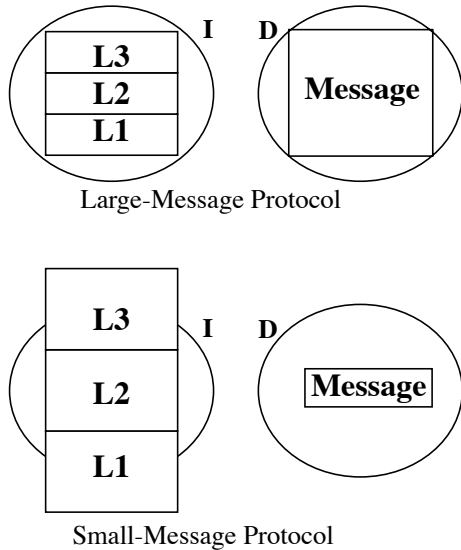 I D
L3
L2 Message
L1
Large-Message Protocol
L3 I D
L2 Message
L1
Small-Message Protocol